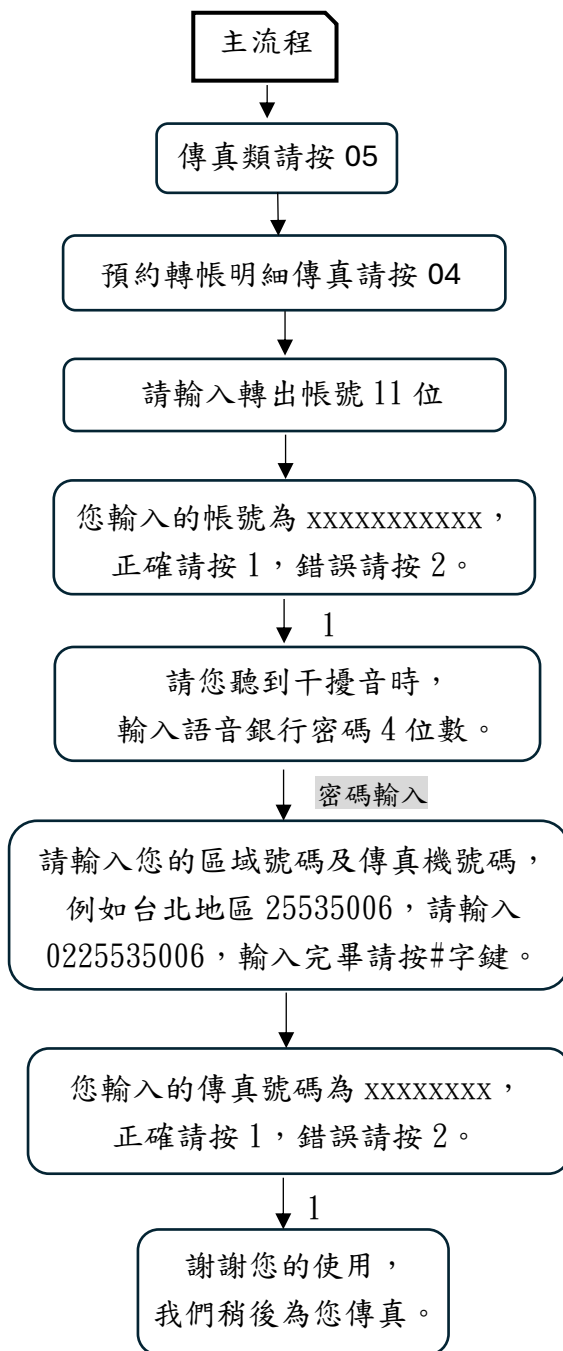 主流程
傳真類請按 05
預約轉帳明細傳真請按 04
請輸入轉出帳號 11 位
您輸入的帳號為 xxxxxxxxxxx，
正確請按 1，錯誤請按 2。
1
請您聽到干擾音時，
輸入語音銀行密碼 4 位數。
密碼輸入
請輸入您的區域號碼及傳真機號碼，
例如台北地區 25535006，請輸入
0225535006，輸入完畢請按#字鍵。
您輸入的傳真號碼為 xxxxxxxx，
正確請按 1，錯誤請按 2。
1
謝謝您的使用，
我們稍後為您傳真。